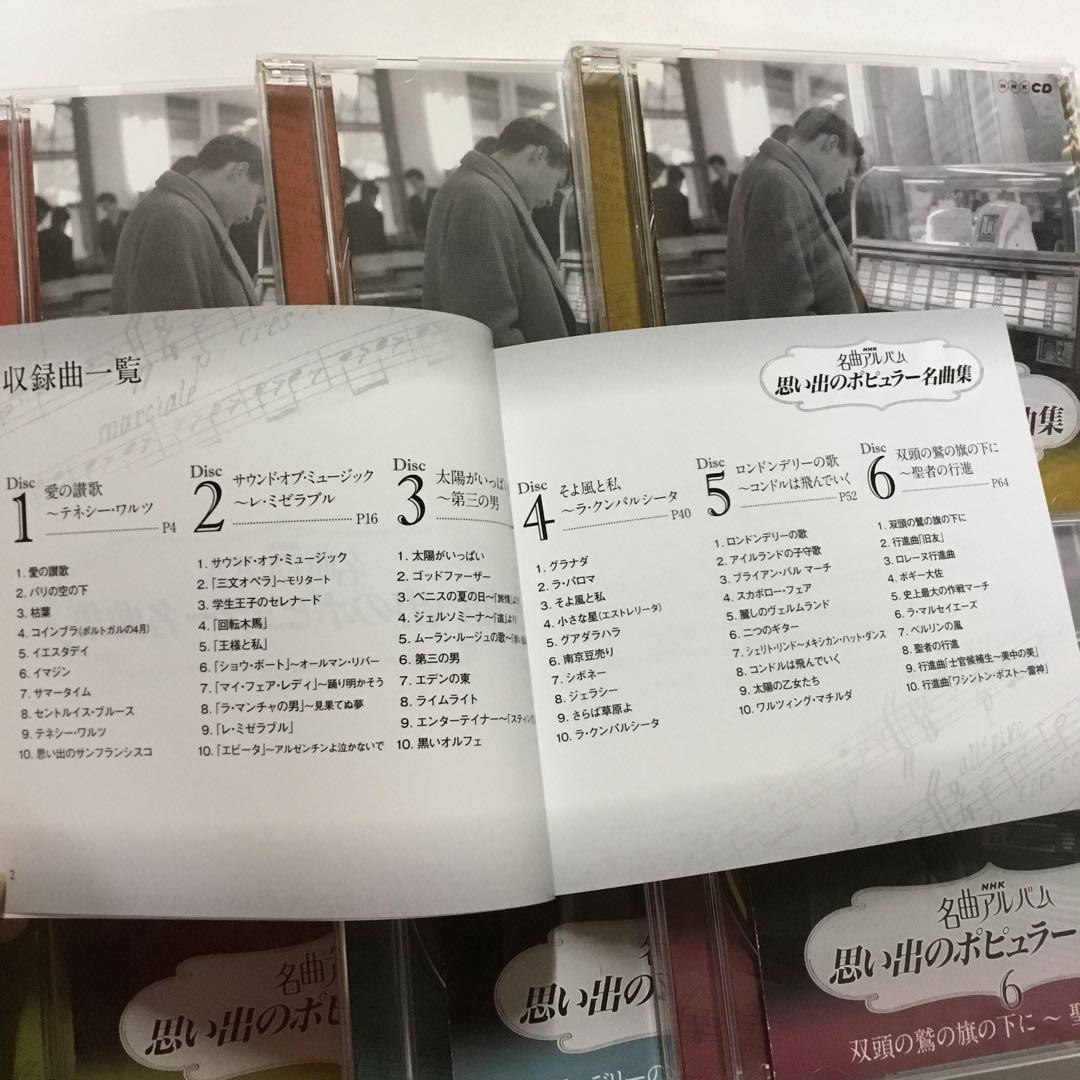 NHK CD
曲集
収録曲一覧
marciale
NHK
名曲アルバム
思い出のポピュラー名曲集
Disc
1
愛の讃歌
～テネシー・ワルツ
P4
1. 愛の讃歌
2. パリの空の下
3. 枯葉
4. コインブラ(ポルトガルの4月)
5. イエスタデイ
6. イマジン
7. サマータイム
8. セントルイス・ブルース
9. テネシー・ワルツ
10. 思い出のサンフランシスコ
Disc
2
サウンド・オブ・ミュージック
～レ・ミゼラブル
P16
1. サウンド・オブ・ミュージック
2. 「三文オペラ」～モリタート
3. 学生王子のセレナード
4. 「回転木馬」
5. 「王様と私」
6. 「ショウ・ボート」～オールマン・リバー
7. 「マイ・フェア・レディ」～踊り明かそう
8. 「ラ・マンチャの男」～見果てぬ夢
9. 「レ・ミゼラブル」
10. 「エビータ」～アルゼンチンよ泣かないで
Disc
3
太陽がいっぱい
～第三の男
1. 太陽がいっぱい
2. ゴッドファーザー
3. ベニスの夏の日～「旅情」より
4. ジェルソミーナ～「道」より
5. ムーラン・ルージュの歌～
6. 第三の男
7. エデンの東
8. ライムライト
9. エンターテイナー～「スティング」
10. 黒いオルフェ
Disc
4
そよ風と私
～ラ・クンパルシータ
P40
1. グラナダ
2. ラ・パロマ
3. そよ風と私
4. 小さな星(エストレリータ)
5. グアダラハラ
6. 南京豆売り
7. シボネー
8. ジェラシー
9. さらば草原よ
10. ラ・クンパルシータ
Disc
5
ロンドンデリーの歌
～コンドルは飛んでいく
P52
1. ロンドンデリーの歌
2. アイルランドの子守歌
3. ブライアン・バル マーチ
4. スカボロー・フェア
5. 麗しのヴェルムランド
6. 二つのギター
7. シェリト・リンド～メキシカン・ハット・ダンス
8. コンドルは飛んでいく
9. 太陽の乙女たち
10. ワルツィング・マチルダ
Disc
6
双頭の鷲の旗の下に
～聖者の行進
P64
1. 双頭の鷲の旗の下に
2. 行進曲「旧友」
3. ロレーヌ行進曲
4. ボギー大佐
5. 史上最大の作戦マーチ
6. ラ・マルセイエーズ
7. ベルリンの風
8. 聖者の行進
9. 行進曲「士官候補生～美中の美」
10. 行進曲「ワシントン・ポスト～雷神」
2
名曲アル
思い出のポピ
名曲
思い出の
ンデリーの
NHK
名曲アルバム
思い出のポピュラー
6
双頭の鷲の旗の下に ～ 聖